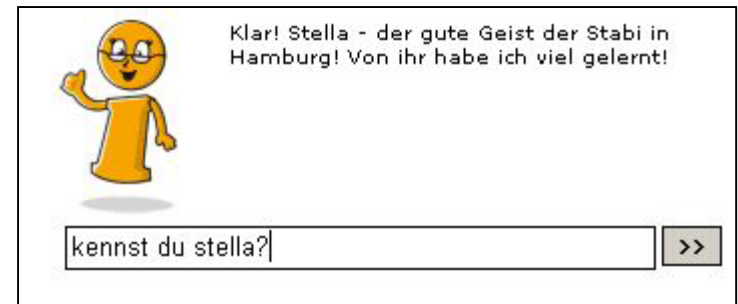 Klar! Stella - der gute Geist der Stabi in
Hamburg! Von ihr habe ich viel gelernt!
kennst du stella?
>>